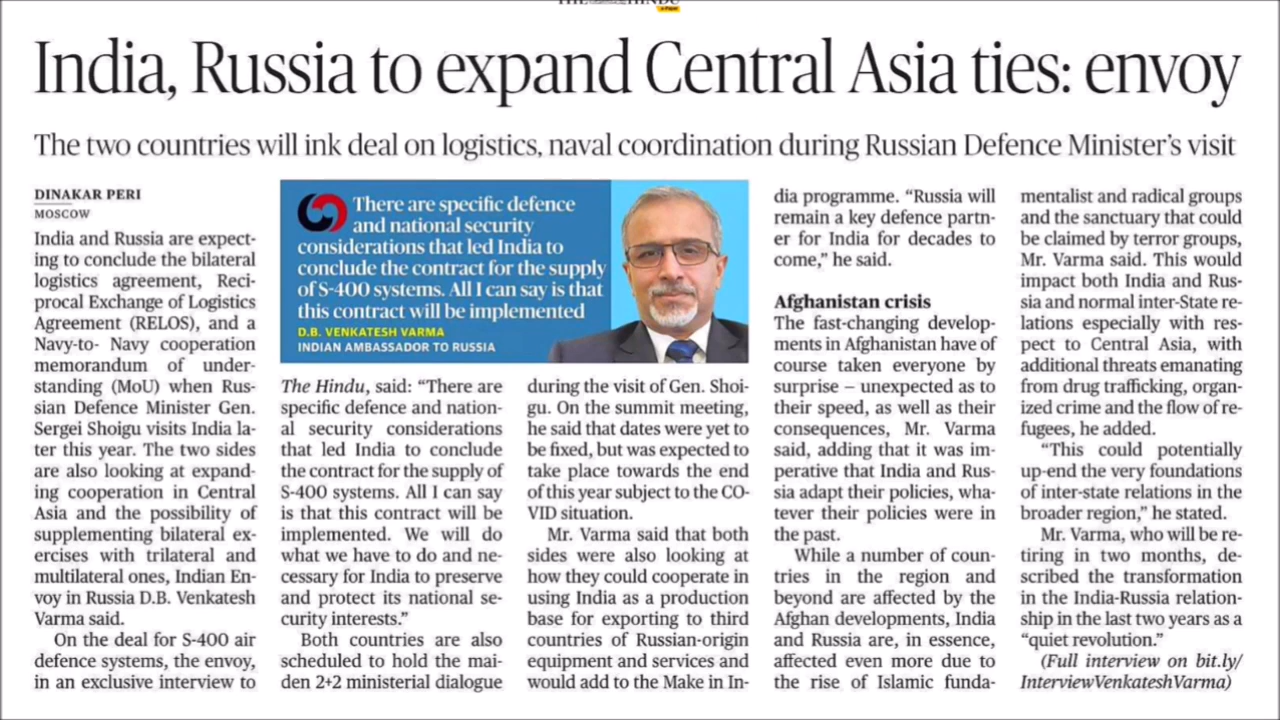 THE HINDU
e-Paper
India, Russia to expand Central Asia ties: envoy
The two countries will ink deal on logistics, naval coordination during Russian Defence Minister's visit
DINAKAR PERI
MOSCOW
India and Russia are expect-
ing to conclude the bilateral
logistics agreement, Reci-
procal Exchange of Logistics
Agreement (RELOS), and a
Navy-to- Navy cooperation
memorandum of under-
standing (MoU) when Rus-
sian Defence Minister Gen.
Sergei Shoigu visits India la-
ter this year. The two sides
are also looking at expand-
ing cooperation in Central
Asia and the possibility of
supplementing bilateral ex-
ercises with trilateral and
multilateral ones, Indian En-
voy in Russia D.B. Venkatesh
Varma said.
On the deal for S-400 air
defence systems, the envoy,
in an exclusive interview to
There are specific defence
and national security
considerations that led India to
conclude the contract for the supply
of S-400 systems. All I can say is that
this contract will be implemented
D.B. VENKATESH VARMA
INDIAN AMBASSADOR TO RUSSIA
The Hindu, said: “There are
specific defence and nation-
al security considerations
that led India to conclude
the contract for the supply of
S-400 systems. All I can say
is that this contract will be
implemented. We will do
what we have to do and ne-
cessary for India to preserve
and protect its national se-
curity interests.”
Both countries are also
scheduled to hold the mai-
den 2+2 ministerial dialogue
during the visit of Gen. Shoi-
gu. On the summit meeting,
he said that dates were yet to
be fixed, but was expected to
take place towards the end
of this year subject to the CO-
VID situation.
Mr. Varma said that both
sides were also looking at
how they could cooperate in
using India as a production
base for exporting to third
countries of Russian-origin
equipment and services and
would add to the Make in In-
dia programme. “Russia will
remain a key defence partn-
er for India for decades to
come,” he said.
Afghanistan crisis
The fast-changing develop-
ments in Afghanistan have of
course taken everyone by
surprise – unexpected as to
their speed, as well as their
consequences, Mr. Varma
said, adding that it was im-
perative that India and Rus-
sia adapt their policies, wha-
tever their policies were in
the past.
While a number of coun-
tries in the region and
beyond are affected by the
Afghan developments, India
and Russia are, in essence,
affected even more due to
the rise of Islamic funda-
mentalist and radical groups
and the sanctuary that could
be claimed by terror groups,
Mr. Varma said. This would
impact both India and Rus-
sia and normal inter-State re-
lations especially with res-
pect to Central Asia, with
additional threats emanating
from drug trafficking, organ-
ized crime and the flow of re-
fugees, he added.
“This could potentially
up-end the very foundations
of inter-state relations in the
broader region,” he stated.
Mr. Varma, who will be re-
tiring in two months, de-
scribed the transformation
in the India-Russia relation-
ship in the last two years as a
“quiet revolution.”
(Full interview on bit.ly/
InterviewVenkateshVarma)